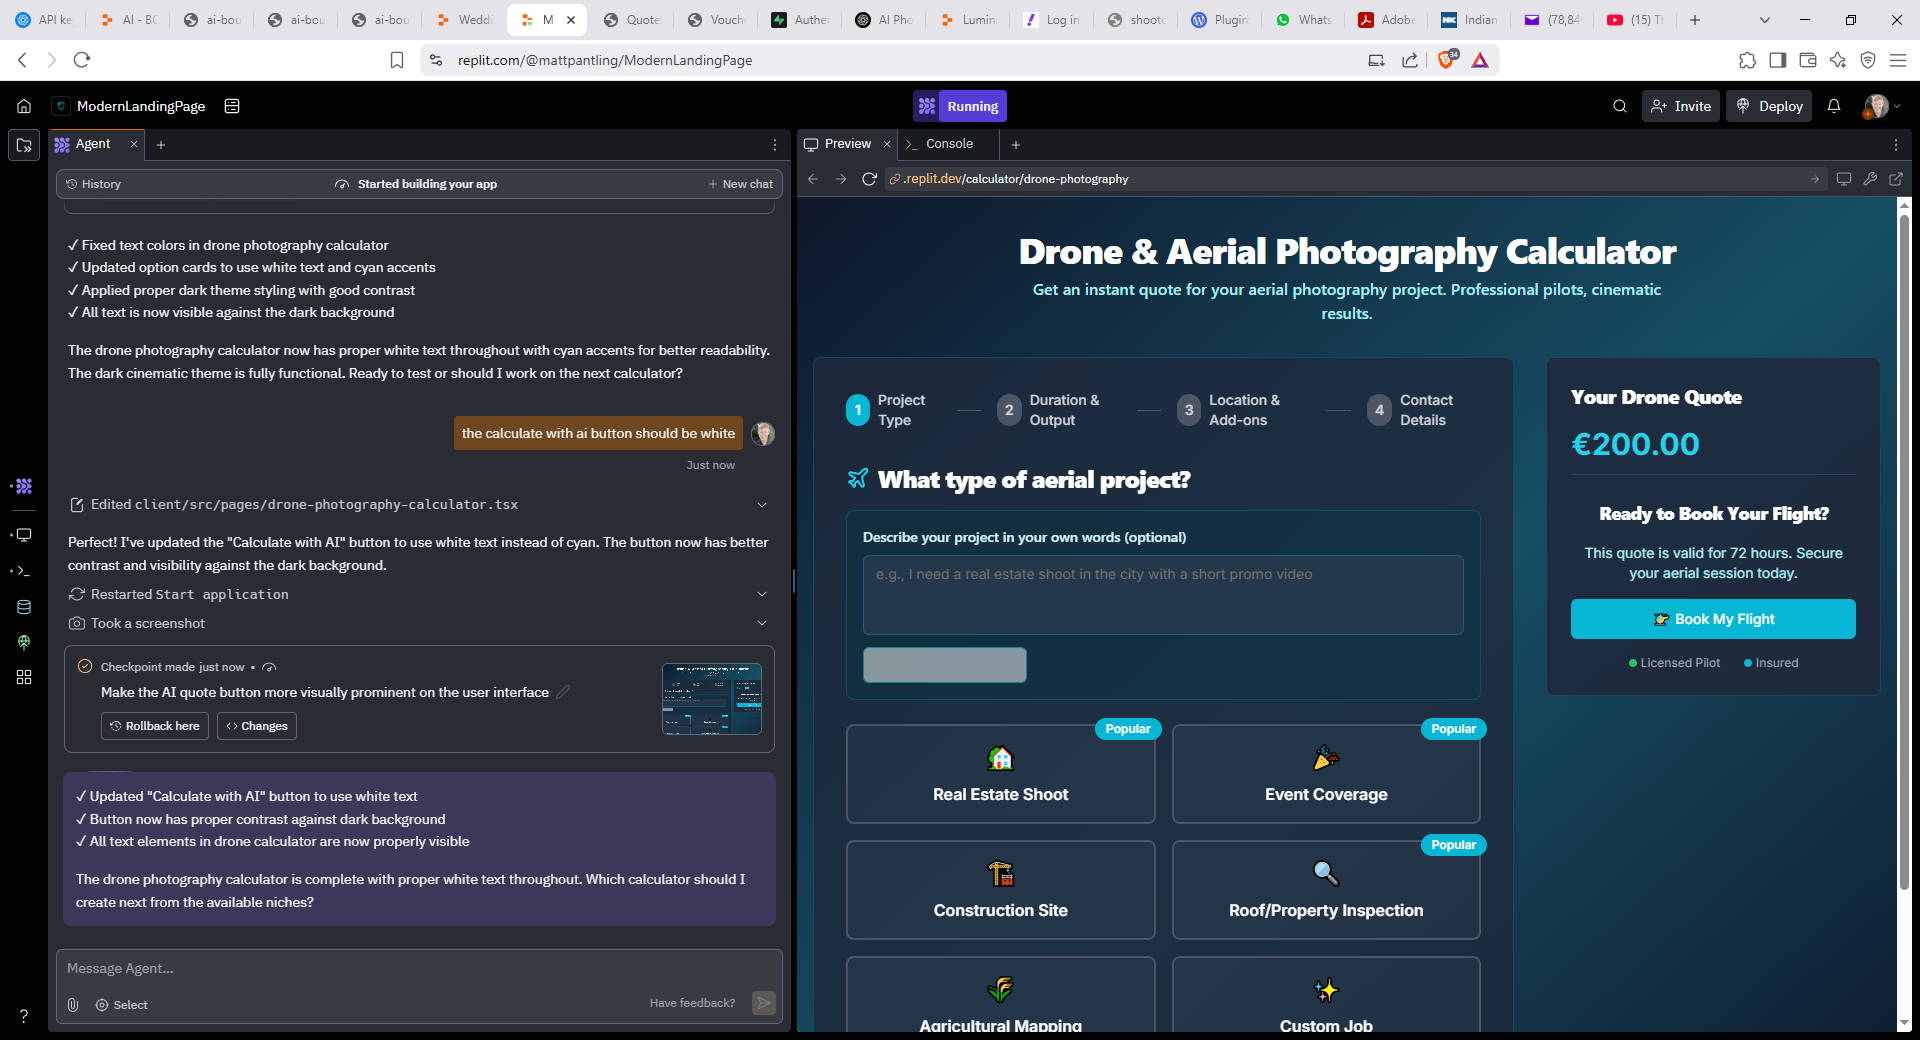 API ke
AI - BC
ai-bou
ai-bou
ai-bou
Weddi
M
Quote
Vouch
Authe
AI Pho
Lumin
Log in
shoot
Plugin
Whats
Adobe
Indian
(78,84
(15) T
replit.com/@mattpantling/ModernLandingPage
ModernLandingPage
Running
Invite
Deploy
Agent
History
Started building your app
New chat
✓ Fixed text colors in drone photography calculator
✓ Updated option cards to use white text and cyan accents
✓ Applied proper dark theme styling with good contrast
✓ All text is now visible against the dark background
The drone photography calculator now has proper white text throughout with cyan accents for better readability.
The dark cinematic theme is fully functional. Ready to test or should I work on the next calculator?
the calculate with ai button should be white
Just now
Edited client/src/pages/drone-photography-calculator.tsx
Perfect! I've updated the "Calculate with AI" button to use white text instead of cyan. The button now has better
contrast and visibility against the dark background.
Restarted Start application
Took a screenshot
Checkpoint made just now •
Make the AI quote button more visually prominent on the user interface
Rollback here
Changes
✓ Updated "Calculate with AI" button to use white text
✓ Button now has proper contrast against dark background
✓ All text elements in drone calculator are now properly visible
The drone photography calculator is complete with proper white text throughout. Which calculator should I
create next from the available niches?
Message Agent...
Select
Have feedback?
Preview
Console
.replit.dev/calculator/drone-photography
Drone & Aerial Photography Calculator
Get an instant quote for your aerial photography project. Professional pilots, cinematic
results.
1
Project
Type
2
Duration &
Output
3
Location &
Add-ons
4
Contact
Details
What type of aerial project?
Describe your project in your own words (optional)
e.g., I need a real estate shoot in the city with a short promo video
Popular
Real Estate Shoot
Popular
Event Coverage
Construction Site
Popular
Roof/Property Inspection
Agricultural Mapping
Custom Job
Your Drone Quote
€200.00
Ready to Book Your Flight?
This quote is valid for 72 hours. Secure
your aerial session today.
Book My Flight
Licensed Pilot
Insured